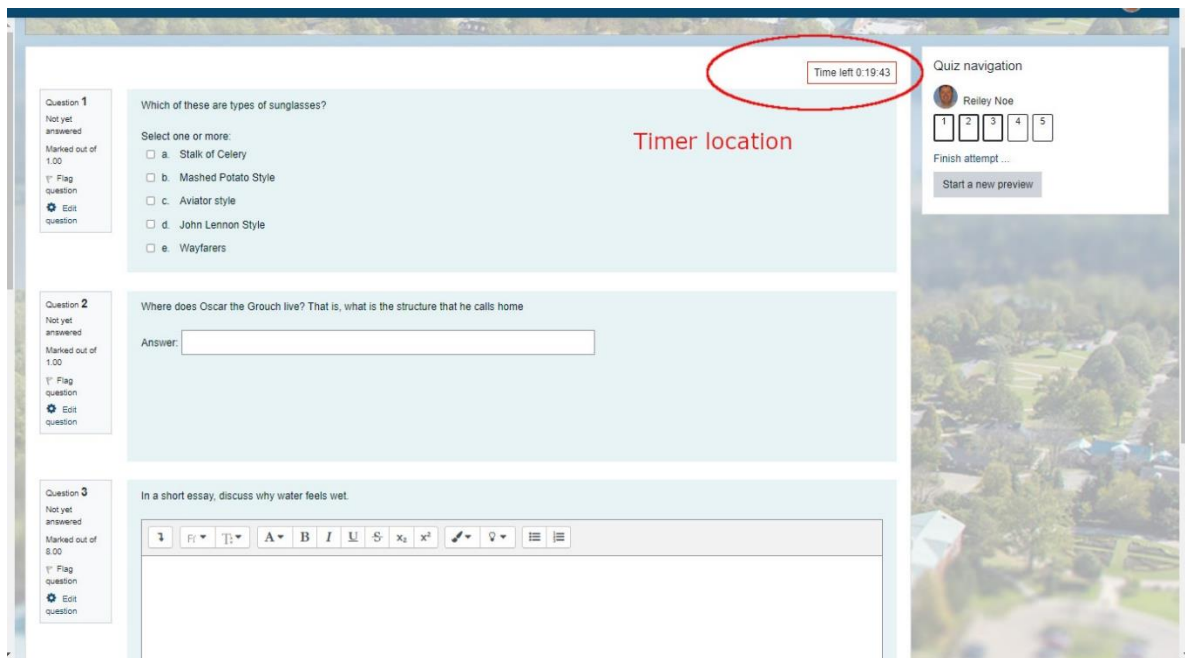 Time left 0:19:43
Timer location
Question 1
Not yet
answered
Marked out of
1.00
Flag
question
Edit
question
Which of these are types of sunglasses?
Select one or more:
a. Stalk of Celery
b. Mashed Potato Style
c. Aviator style
d. John Lennon Style
e. Wayfarers
Question 2
Not yet
answered
Marked out of
1.00
Flag
question
Edit
question
Where does Oscar the Grouch live? That is, what is the structure that he calls home
Answer:
Question 3
Not yet
answered
Marked out of
8.00
Flag
question
Edit
question
In a short essay, discuss why water feels wet.
A B I U S x₂ x²
Quiz navigation
Reiley Noe
1 2 3 4 5
Finish attempt ...
Start a new preview